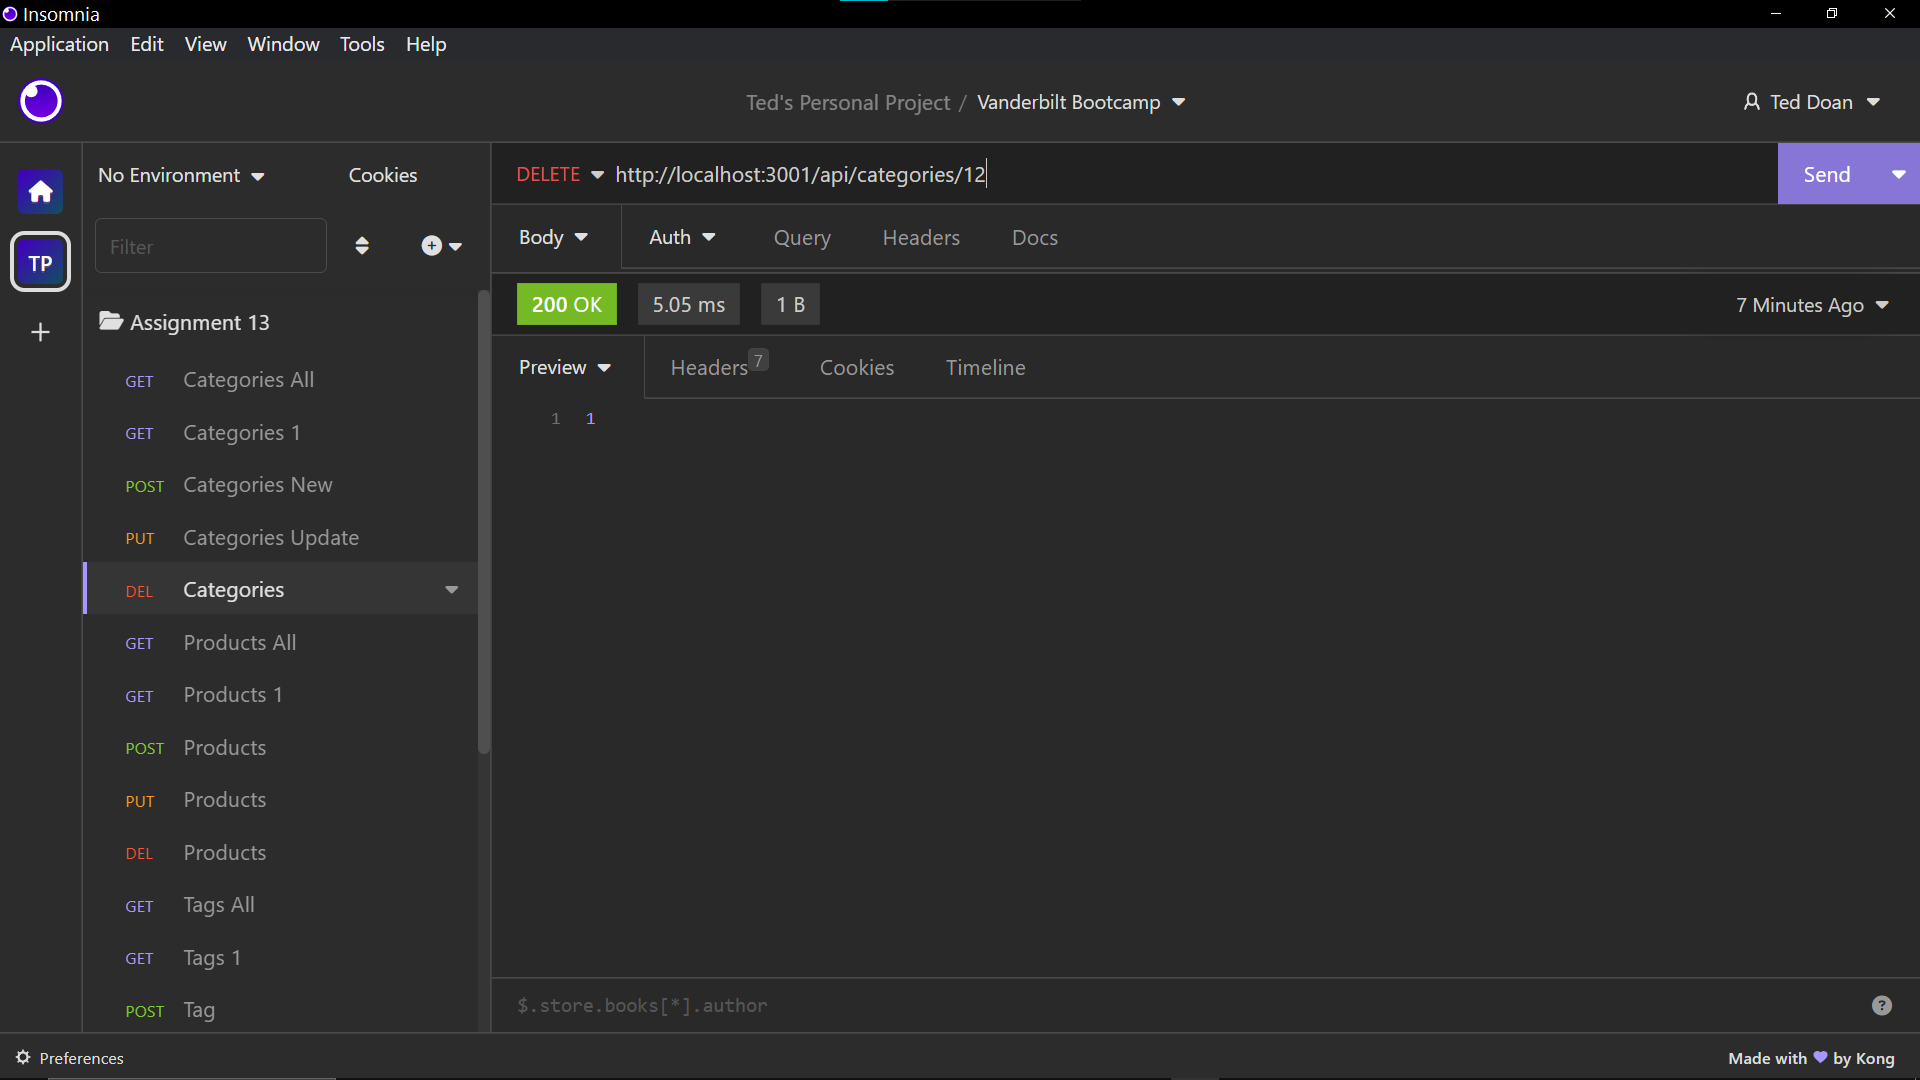 Insomnia
Application Edit View Window Tools Help
Ted's Personal Project / Vanderbilt Bootcamp
Ted Doan
No Environment
Cookies
DELETE http://localhost:3001/api/categories/12
Send
Filter
Body Auth Query Headers Docs
TP
200 OK 5.05 ms 1 B
7 Minutes Ago
Assignment 13
Preview Headers 7 Cookies Timeline
GET Categories All
1 1
GET Categories 1
POST Categories New
PUT Categories Update
DEL Categories
GET Products All
GET Products 1
POST Products
PUT Products
DEL Products
GET Tags All
GET Tags 1
POST Tag
$.store.books[*].author
?
Preferences
Made with 💜 by Kong